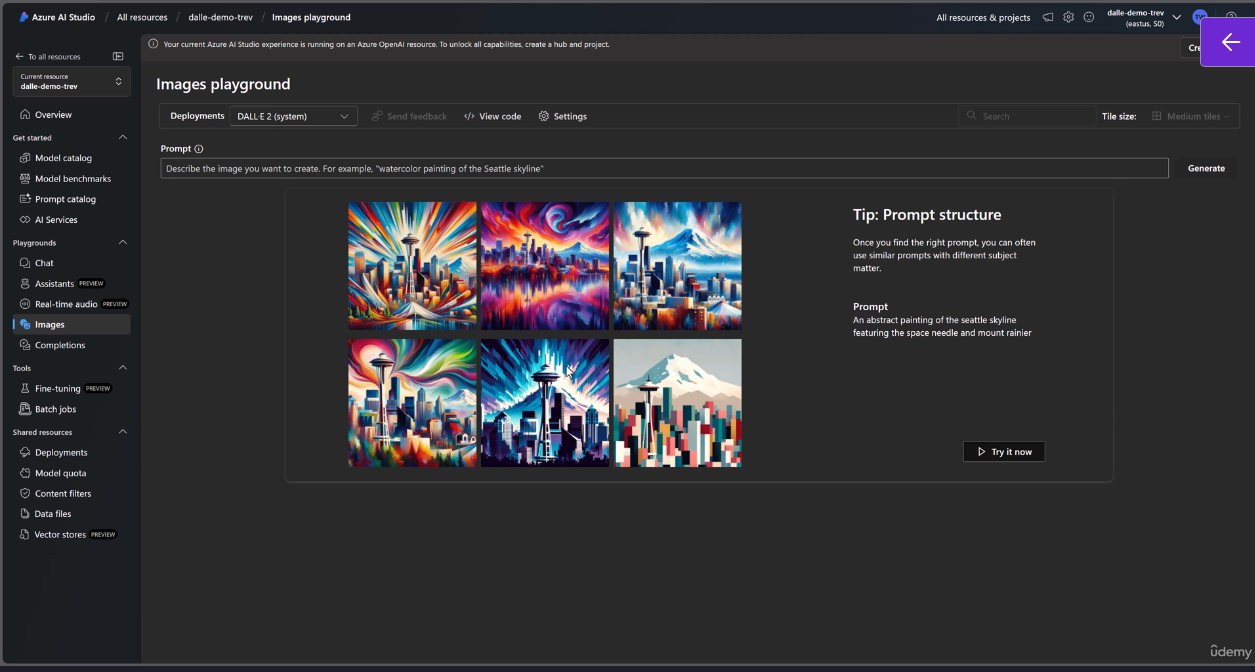 Azure AI Studio / All resources / dalle-demo-trev / Images playground
All resources & projects
dalle-demo-trev
(eastus, S0)
TW
To all resources
Current resource
dalle-demo-trev
Overview
Get started
Model catalog
Model benchmarks
Prompt catalog
AI Services
Playgrounds
Chat
Assistants PREVIEW
Real-time audio PREVIEW
Images
Completions
Tools
Fine-tuning PREVIEW
Batch jobs
Shared resources
Deployments
Model quota
Content filters
Data files
Vector stores PREVIEW
Your current Azure AI Studio experience is running on an Azure OpenAI resource. To unlock all capabilities, create a hub and project.
Images playground
Deployments DALL·E 2 (system) Send feedback View code Settings Search Tile size: Medium tiles
Prompt
Describe the image you want to create. For example, "watercolor painting of the Seattle skyline"
Generate
Tip: Prompt structure
Once you find the right prompt, you can often
use similar prompts with different subject
matter.
Prompt
An abstract painting of the seattle skyline
featuring the space needle and mount rainier
Try it now
udemy